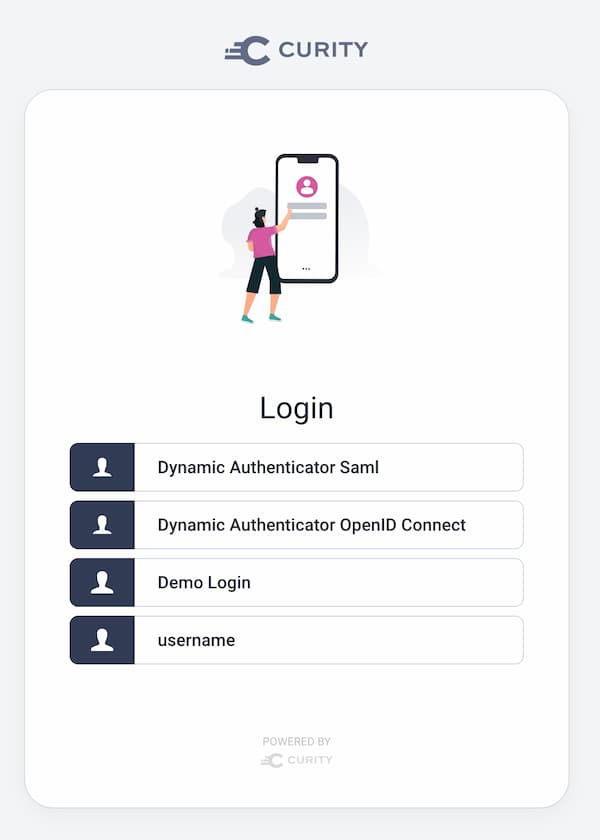 CURITY
Login
Dynamic Authenticator Saml
Dynamic Authenticator OpenID Connect
Demo Login
username
POWERED BY
CURITY